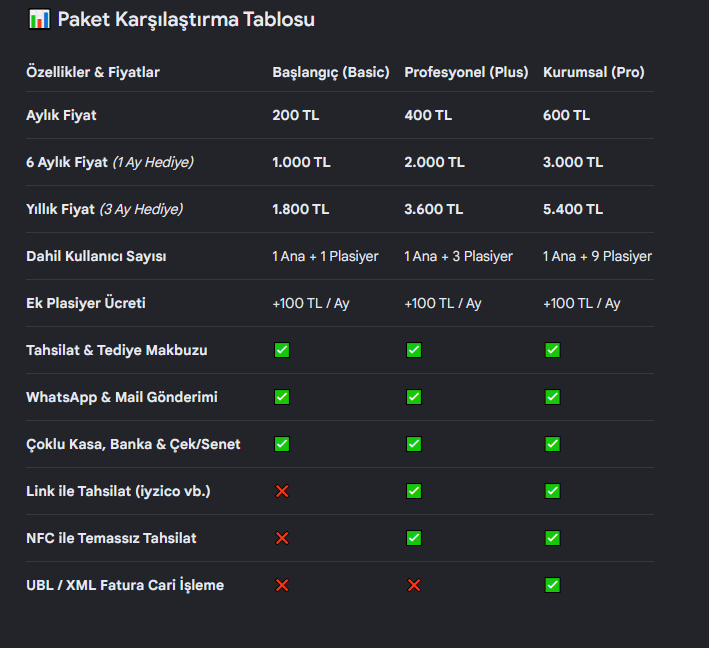 📊 Paket Karşılaştırma Tablosu
Özellikler & Fiyatlar Başlangıç (Basic) Profesyonel (Plus) Kurumsal (Pro)
Aylık Fiyat 200 TL 400 TL 600 TL
6 Aylık Fiyat (1 Ay Hediye) 1.000 TL 2.000 TL 3.000 TL
Yıllık Fiyat (3 Ay Hediye) 1.800 TL 3.600 TL 5.400 TL
Dahil Kullanıcı Sayısı 1 Ana + 1 Plasiyer 1 Ana + 3 Plasiyer 1 Ana + 9 Plasiyer
Ek Plasiyer Ücreti +100 TL / Ay +100 TL / Ay +100 TL / Ay
Tahsilat & Tediye Makbuzu ✅ ✅ ✅
WhatsApp & Mail Gönderimi ✅ ✅ ✅
Çoklu Kasa, Banka & Çek/Senet ✅ ✅ ✅
Link ile Tahsilat (iyzico vb.) ❌ ✅ ✅
NFC ile Temassız Tahsilat ❌ ✅ ✅
UBL / XML Fatura Cari İşleme ❌ ❌ ✅